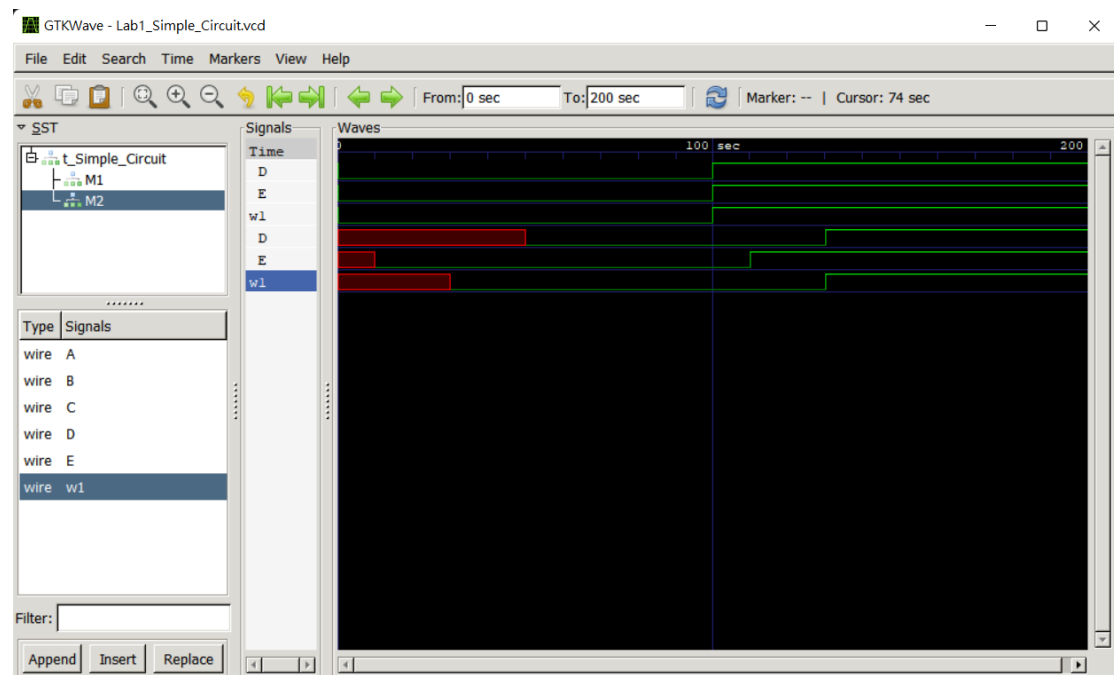 GTKWave - Lab1_Simple_Circuit.vcd
File Edit Search Time Markers View Help
From: 0 sec To: 200 sec Marker: -- | Cursor: 74 sec
SST
t_Simple_Circuit
M1
M2
Type Signals
wire A
wire B
wire C
wire D
wire E
wire w1
Filter:
Append Insert Replace
Signals
Time
D
E
w1
D
E
w1
Waves
0 100 sec 200